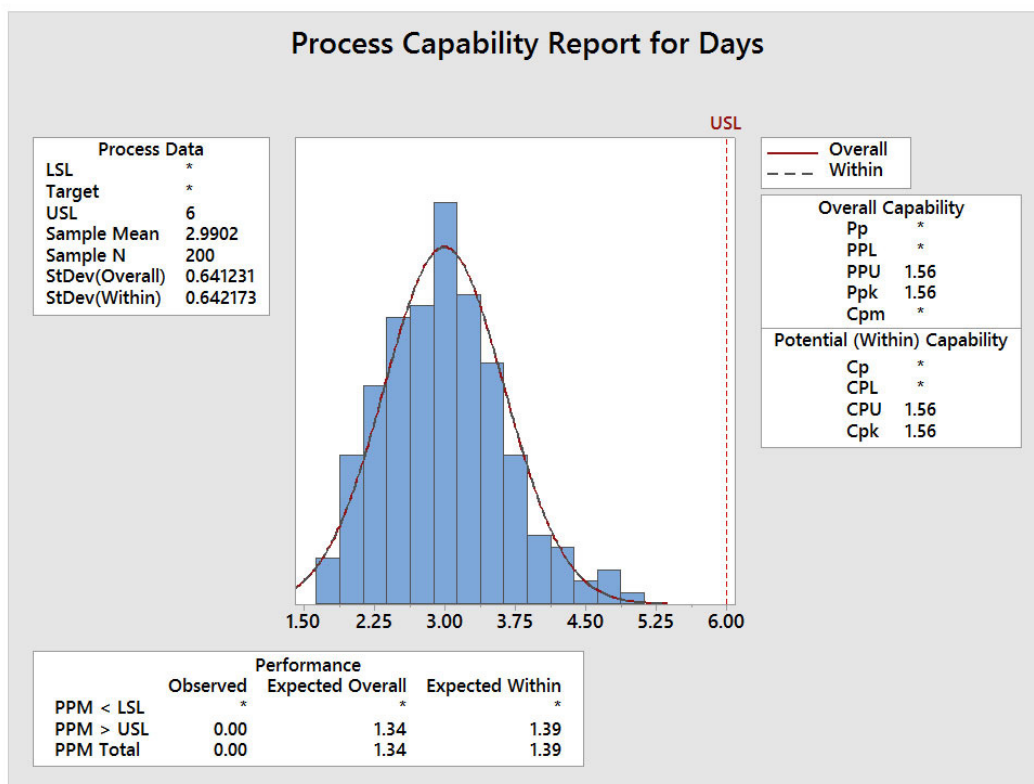 Process Capability Report for Days
USL
Process Data
LSL *
Target *
USL 6
Sample Mean 2.9902
Sample N 200
StDev(Overall) 0.641231
StDev(Within) 0.642173
Overall
Within
Overall Capability
Pp *
PPL *
PPU 1.56
Ppk 1.56
Cpm *
Potential (Within) Capability
Cp *
CPL *
CPU 1.56
Cpk 1.56
1.50 2.25 3.00 3.75 4.50 5.25 6.00
Performance
Observed Expected Overall Expected Within
PPM < LSL * * *
PPM > USL 0.00 1.34 1.39
PPM Total 0.00 1.34 1.39